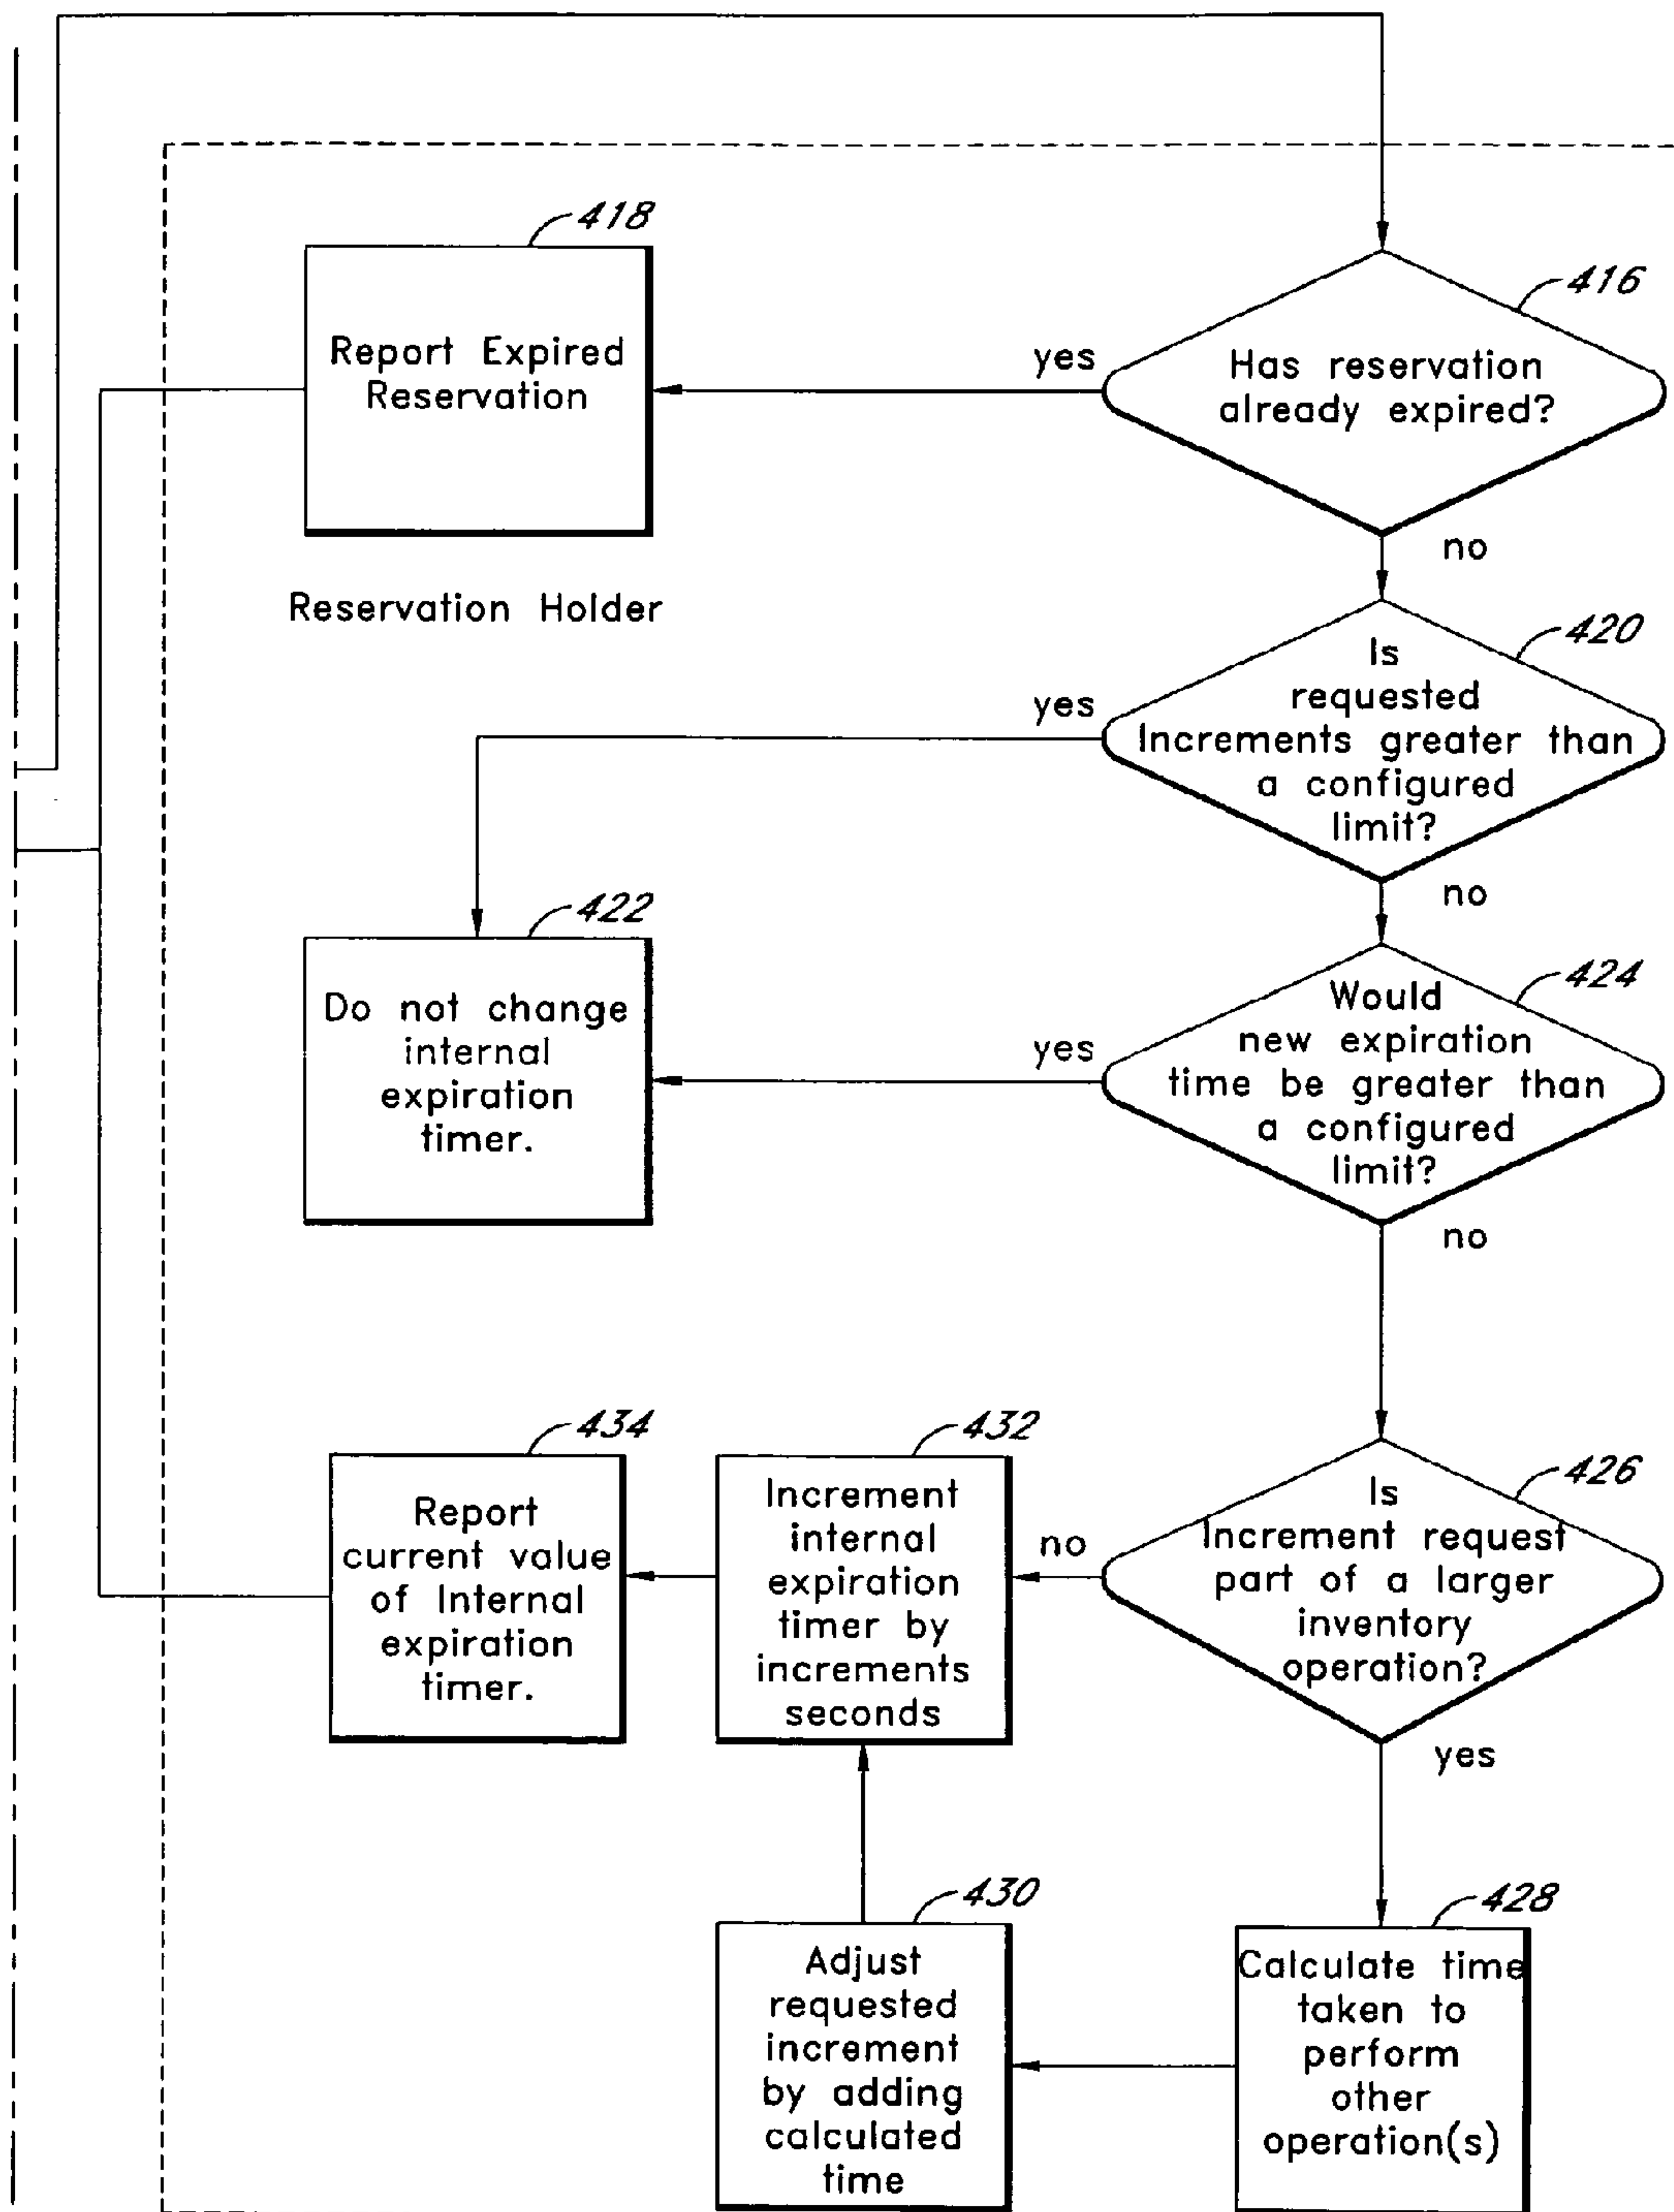 418
Report Expired
Reservation
yes
416
Has reservation
already expired?
no
Reservation Holder
420
Is
requested
Increments greater than
a configured
limit?
yes
no
422
Do not change
internal
expiration
timer.
yes
424
Would
new expiration
time be greater than
a configured
limit?
no
434
Report
current value
of Internal
expiration
timer.
432
Increment
internal
expiration
timer by
increments
seconds
no
426
Is
Increment request
part of a larger
inventory
operation?
yes
430
Adjust
requested
increment
by adding
calculated
time
428
Calculate time
taken to
perform
other
operation(s)